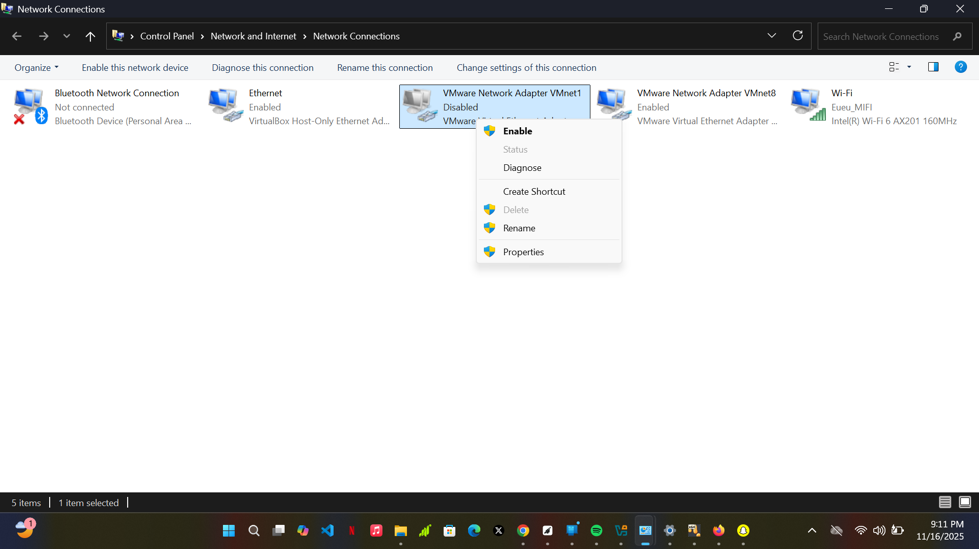 Network Connections
Control Panel > Network and Internet > Network Connections
Search Network Connections
Organize
Enable this network device
Diagnose this connection
Rename this connection
Change settings of this connection
Bluetooth Network Connection
Not connected
Bluetooth Device (Personal Area ...
Ethernet
Enabled
VirtualBox Host-Only Ethernet Ad...
VMware Network Adapter VMnet1
Disabled
VMware
VMware Network Adapter VMnet8
Enabled
VMware Virtual Ethernet Adapter ...
Wi-Fi
Eueu_MIFI
Intel(R) Wi-Fi 6 AX201 160MHz
Enable
Status
Diagnose
Create Shortcut
Delete
Rename
Properties
5 items
1 item selected
1
9:11 PM
11/16/2025